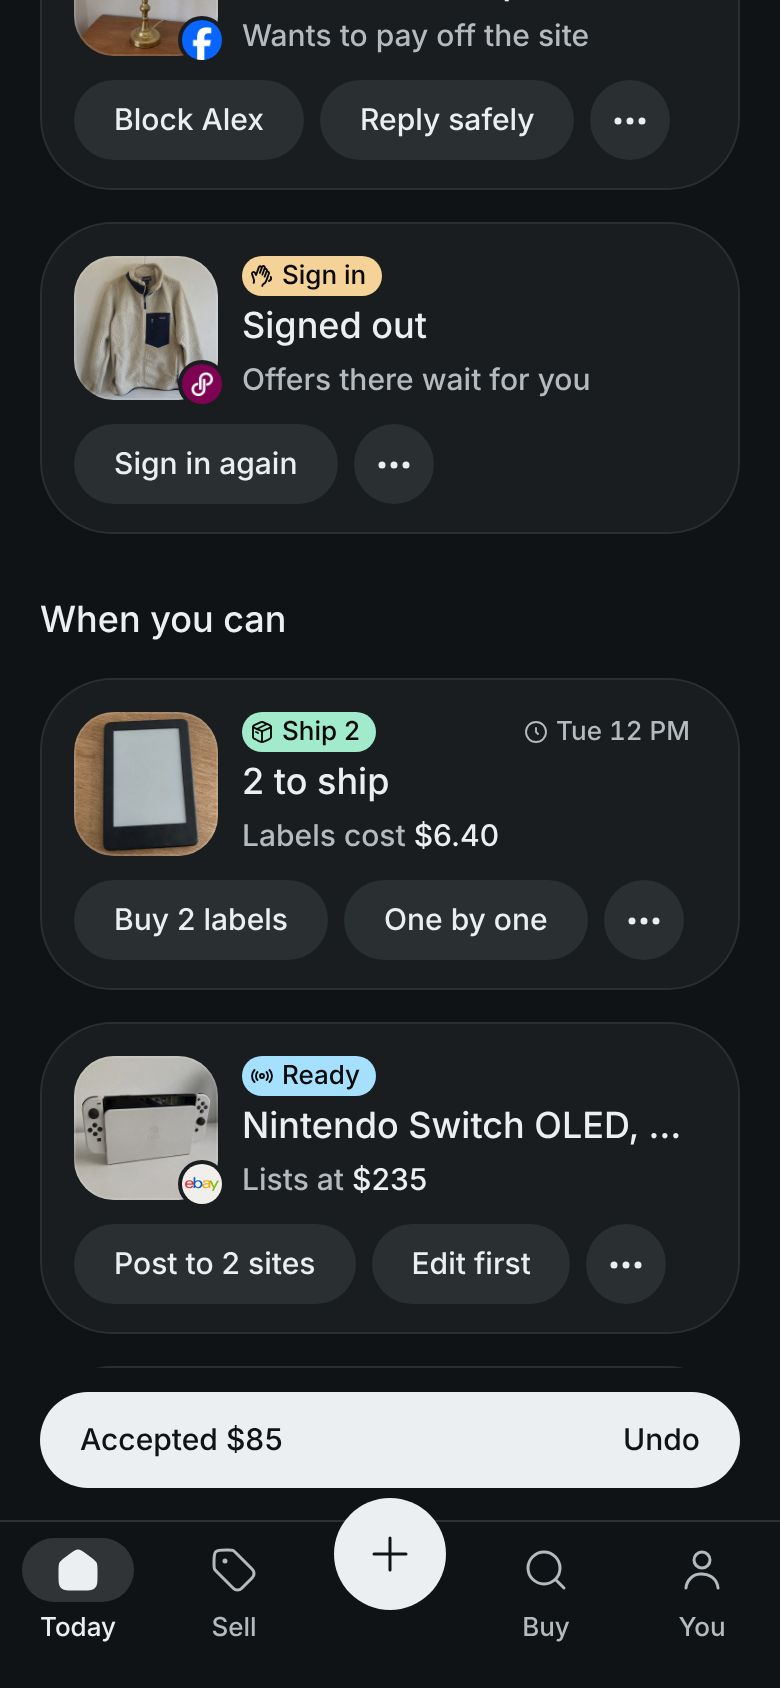 Wants to pay off the site
Block Alex
Reply safely
Sign in
Signed out
Offers there wait for you
Sign in again
When you can
Ship 2
Tue 12 PM
2 to ship
Labels cost $6.40
Buy 2 labels
One by one
Ready
Nintendo Switch OLED, ...
Lists at $235
ebay
Post to 2 sites
Edit first
Accepted $85
Undo
Today
Sell
Buy
You